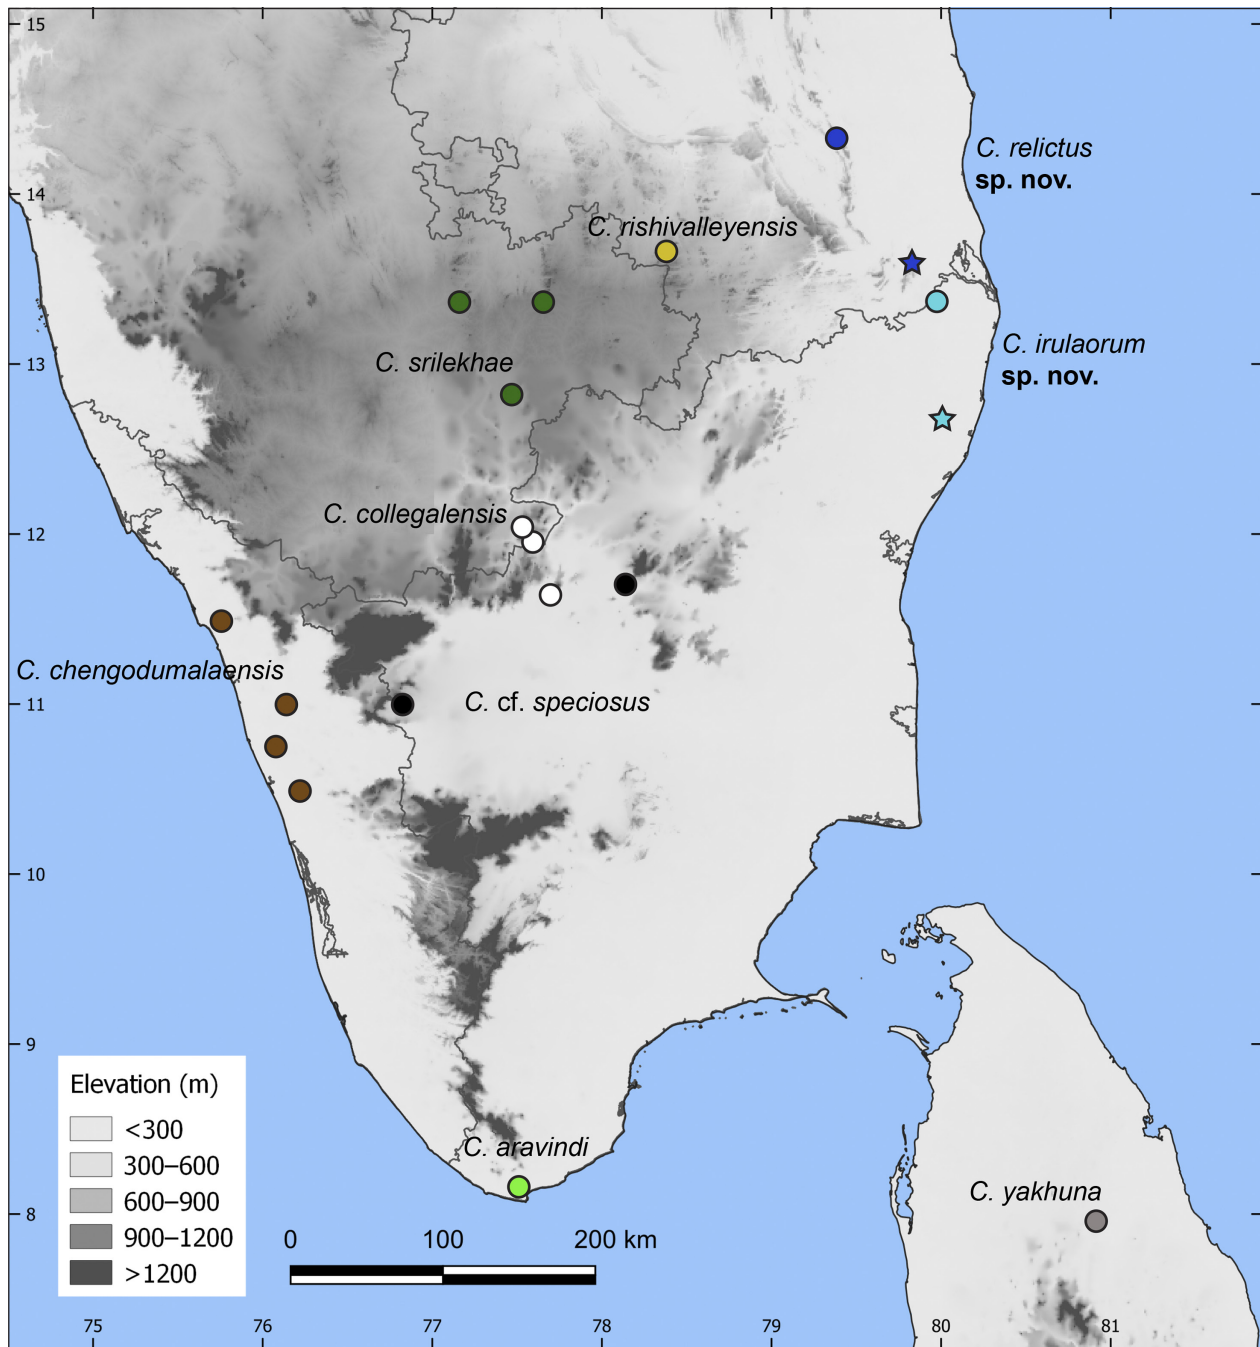 15
14
13
12
11
10
9
8
C. relictus
sp. nov.
C. rishivalleyensis
C. irulaorum
sp. nov.
C. srilekhae
C. collegalensis
C. chengodumalaensis
C. cf. speciosus
C. aravindi
C. yakhuna
Elevation (m)
<300
300–600
600–900
900–1200
>1200
0 100 200 km
75 76 77 78 79 80 81